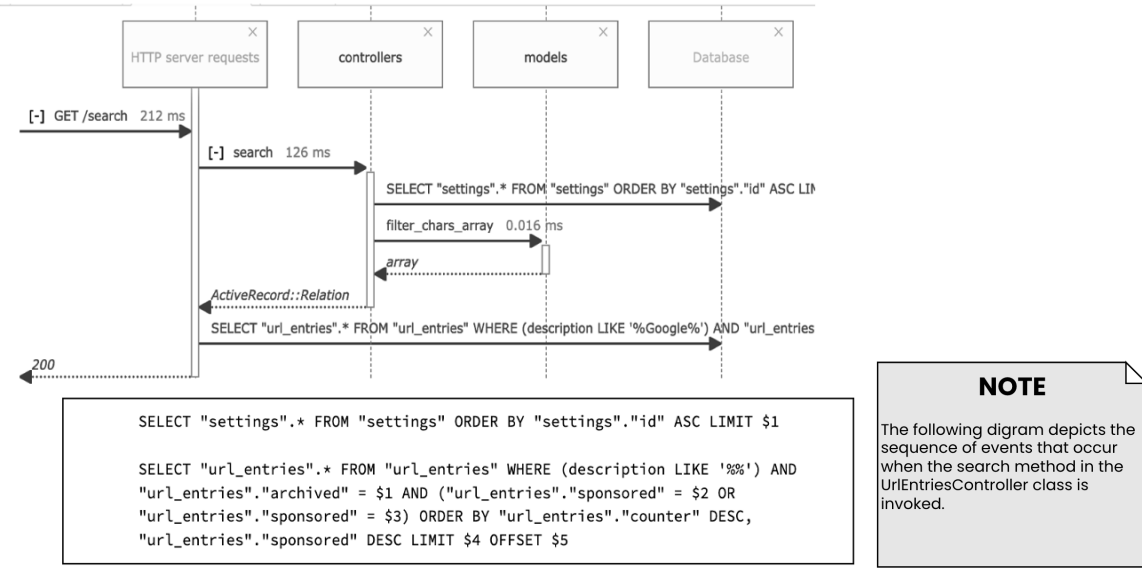 HTTP server requests
controllers
models
Database
[-] GET /search 212 ms
[-] search 126 ms
SELECT "settings".* FROM "settings" ORDER BY "settings"."id" ASC LIM
filter_chars_array 0.016 ms
array
ActiveRecord::Relation
SELECT "url_entries".* FROM "url_entries" WHERE (description LIKE '%Google%') AND "url_entries
200
SELECT "settings".* FROM "settings" ORDER BY "settings"."id" ASC LIMIT $1
SELECT "url_entries".* FROM "url_entries" WHERE (description LIKE '%%') AND
"url_entries"."archived" = $1 AND ("url_entries"."sponsored" = $2 OR
"url_entries"."sponsored" = $3) ORDER BY "url_entries"."counter" DESC,
"url_entries"."sponsored" DESC LIMIT $4 OFFSET $5
NOTE
The following digram depicts the
sequence of events that occur
when the search method in the
UrlEntriesController class is
invoked.